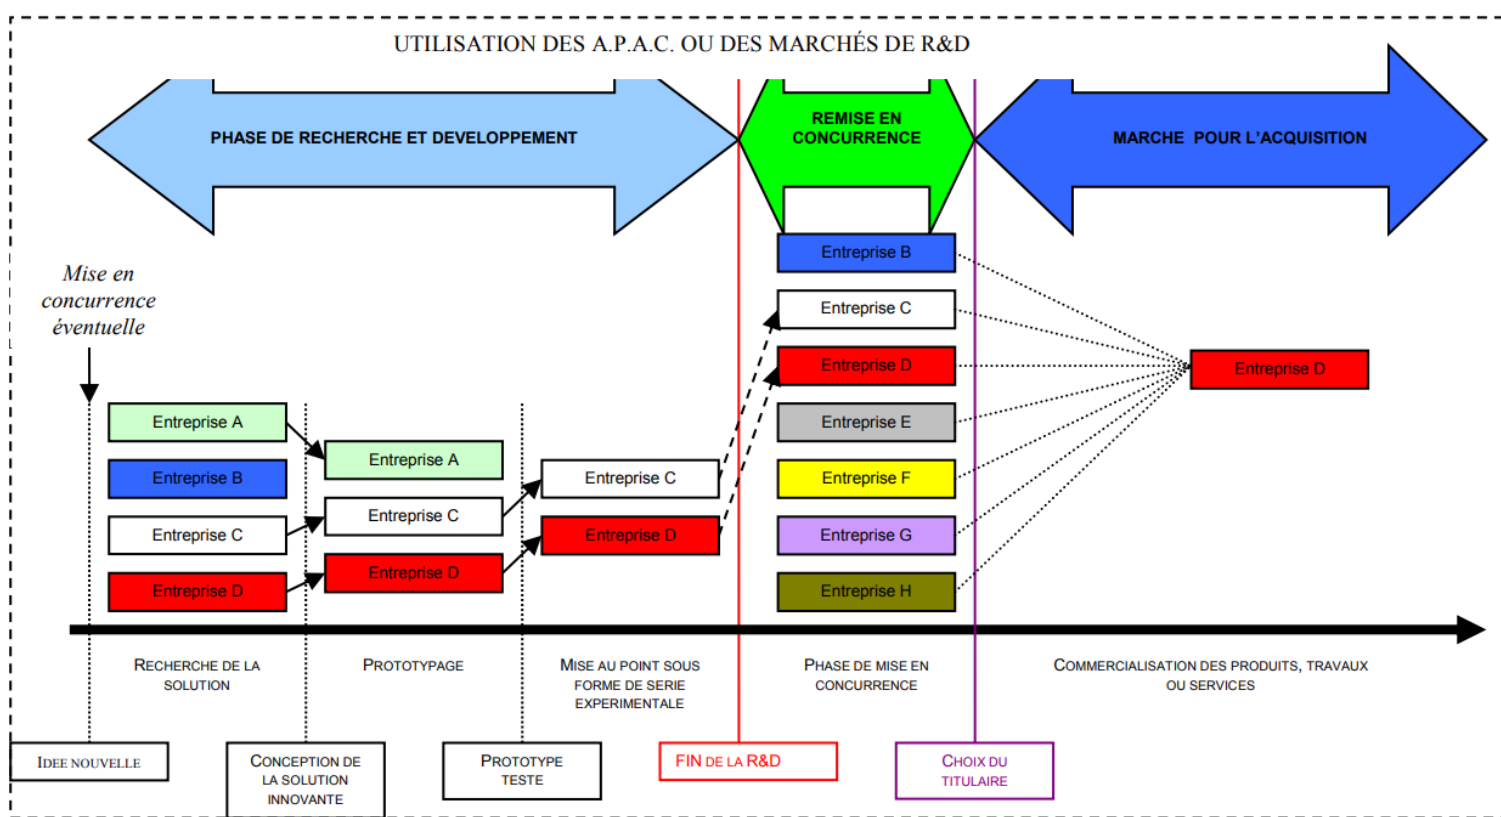 UTILISATION DES A.P.A.C. OU DES MARCHÉS DE R&D
PHASE DE RECHERCHE ET DEVELOPPEMENT
REMISE EN
CONCURRENCE
MARCHE POUR L'ACQUISITION
Mise en
concurrence
éventuelle
Entreprise A
Entreprise B
Entreprise C
Entreprise D
Entreprise A
Entreprise C
Entreprise D
Entreprise C
Entreprise D
Entreprise B
Entreprise C
Entreprise D
Entreprise E
Entreprise F
Entreprise G
Entreprise H
Entreprise D
RECHERCHE DE LA
SOLUTION
PROTOTYPAGE
MISE AU POINT SOUS
FORME DE SERIE
EXPERIMENTALE
PHASE DE MISE EN
CONCURRENCE
COMMERCIALISATION DES PRODUITS, TRAVAUX
OU SERVICES
IDEE NOUVELLE
CONCEPTION DE
LA SOLUTION
INNOVANTE
PROTOTYPE
TESTE
FIN DE LA R&D
CHOIX DU
TITULAIRE